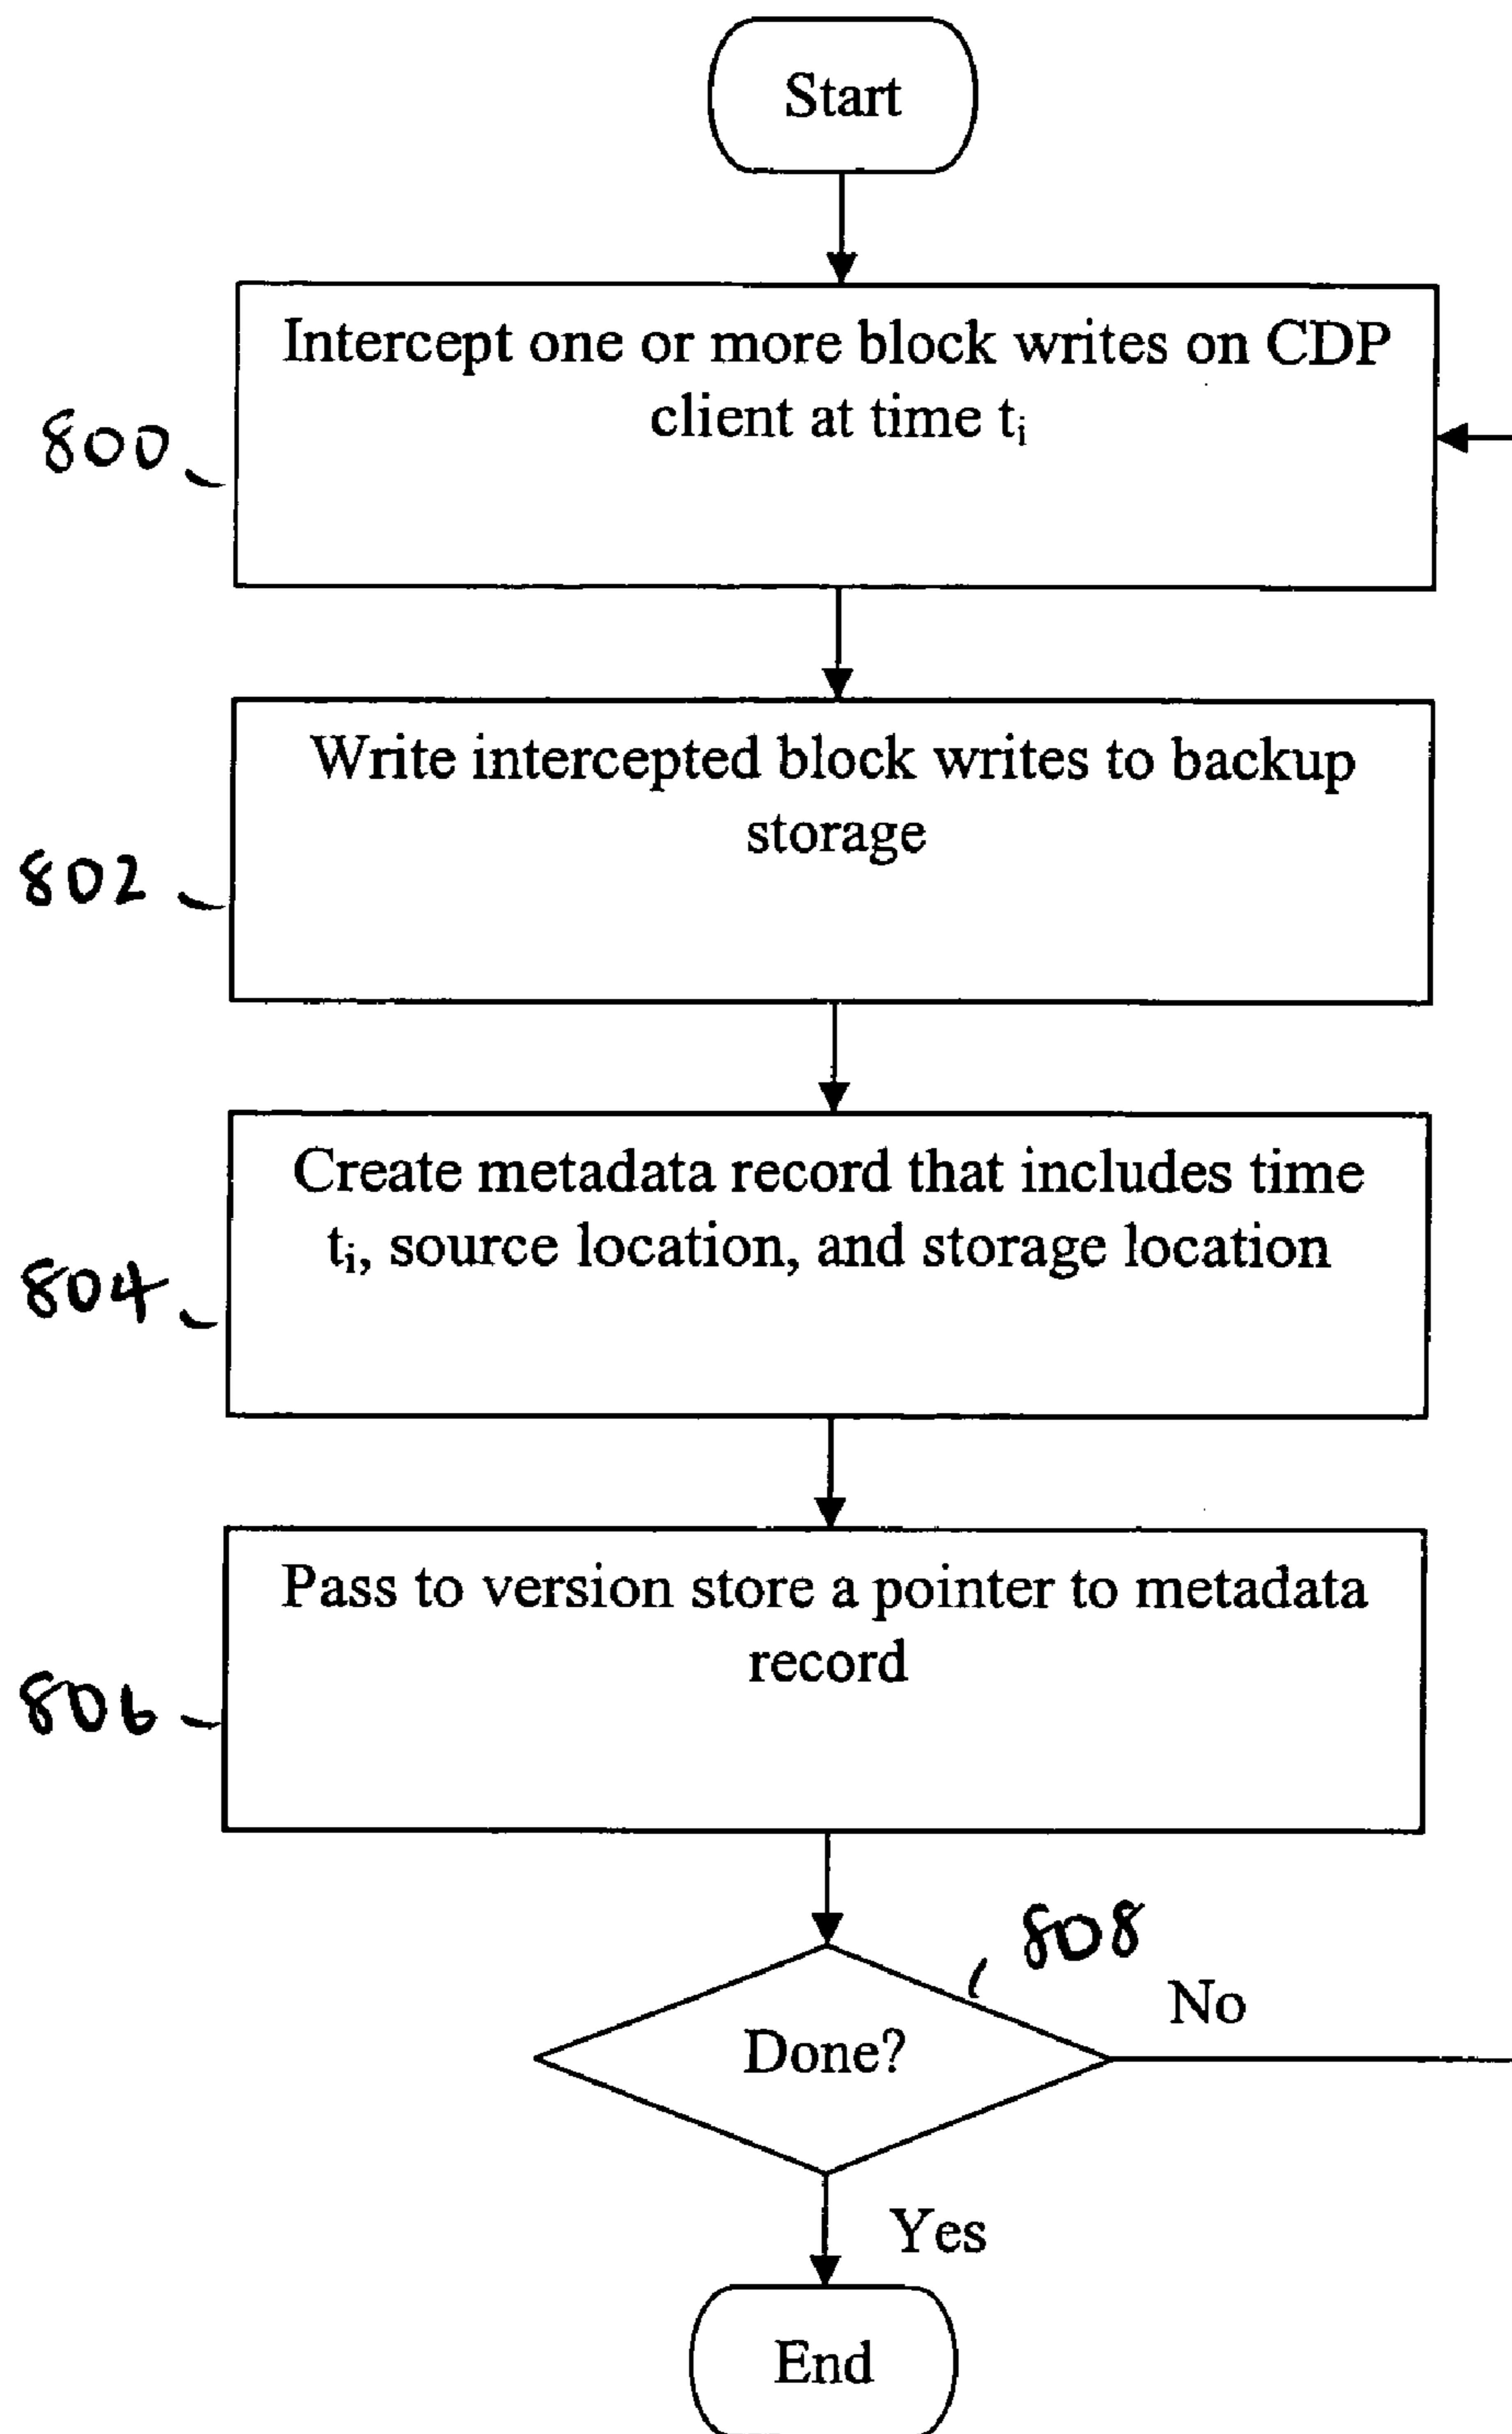 Start
Intercept one or more block writes on CDP
client at time tᵢ
800
Write intercepted block writes to backup
storage
802
Create metadata record that includes time
tᵢ, source location, and storage location
804
Pass to version store a pointer to metadata
record
806
808
No
Done?
Yes
End